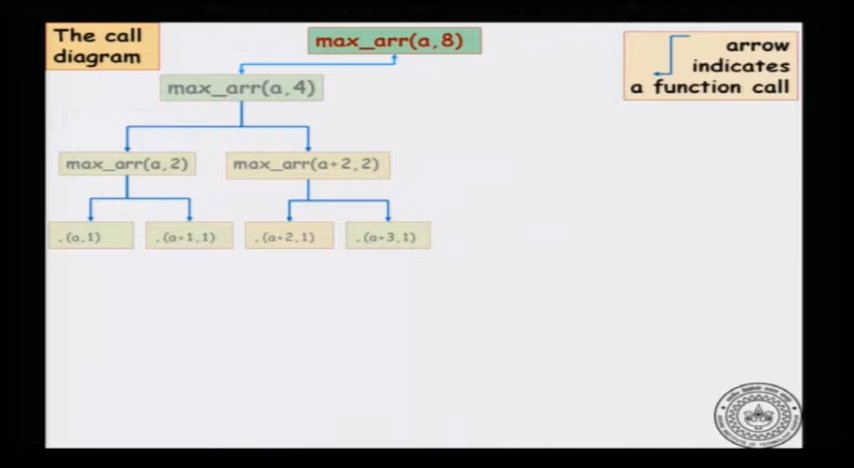 The call
diagram
max_arr(a,8)
arrow
indicates
a function call
max_arr(a,4)
max_arr(a,2)
max_arr(a+2,2)
.(a,1)
.(a+1,1)
.(a+2,1)
.(a+3,1)